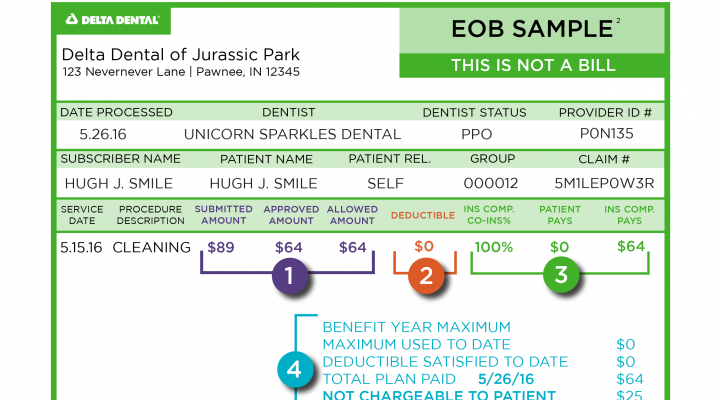 DELTA DENTAL
EOB SAMPLE 2
Delta Dental of Jurassic Park
123 Nevernever Lane | Pawnee, IN 12345
THIS IS NOT A BILL
DATE PROCESSED DENTIST DENTIST STATUS PROVIDER ID #
5.26.16 UNICORN SPARKLES DENTAL PPO P0N135
SUBSCRIBER NAME PATIENT NAME PATIENT REL. GROUP CLAIM #
HUGH J. SMILE HUGH J. SMILE SELF 000012 5M1LEP0W3R
SERVICE DATE PROCEDURE DESCRIPTION SUBMITTED AMOUNT APPROVED AMOUNT ALLOWED AMOUNT DEDUCTIBLE INS COMP. CO-INS% PATIENT PAYS INS COMP. PAYS
5.15.16 CLEANING $89 $64 $64 $0 100% $0 $64
1 2 3
BENEFIT YEAR MAXIMUM
MAXIMUM USED TO DATE $0
4
DEDUCTIBLE SATISFIED TO DATE $0
TOTAL PLAN PAID 5/26/16 $64
NOT CHARGEABLE TO PATIENT $25